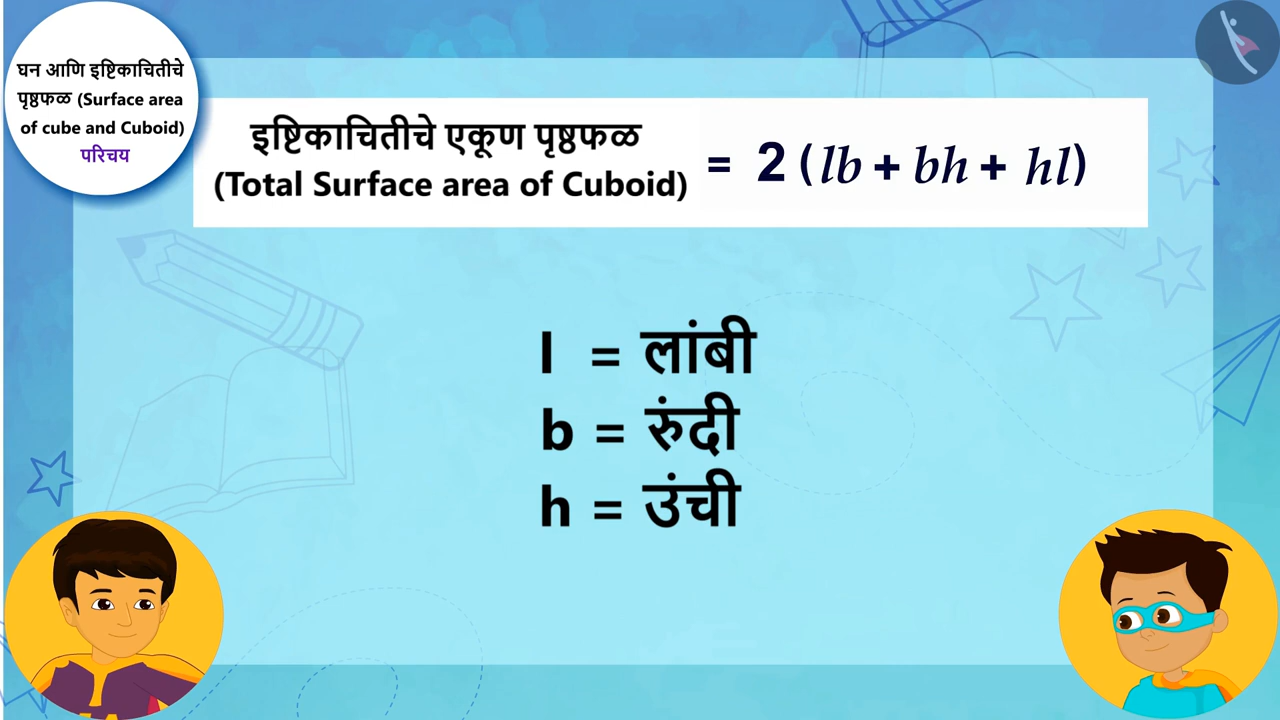 घन आणि इष्टिकाचितीचे
पृष्ठफळ (Surface area
of cube and Cuboid)
परिचय
इष्टिकाचितीचे एकूण पृष्ठफळ
(Total Surface area of Cuboid) = 2 (lb + bh + hl)
l = लांबी
b = रुंदी
h = उंची